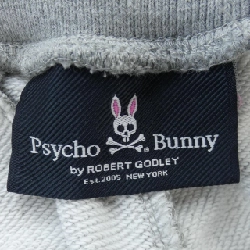 Psycho Bunny
by ROBERT GODLEY
EST.2005 NEW YORK